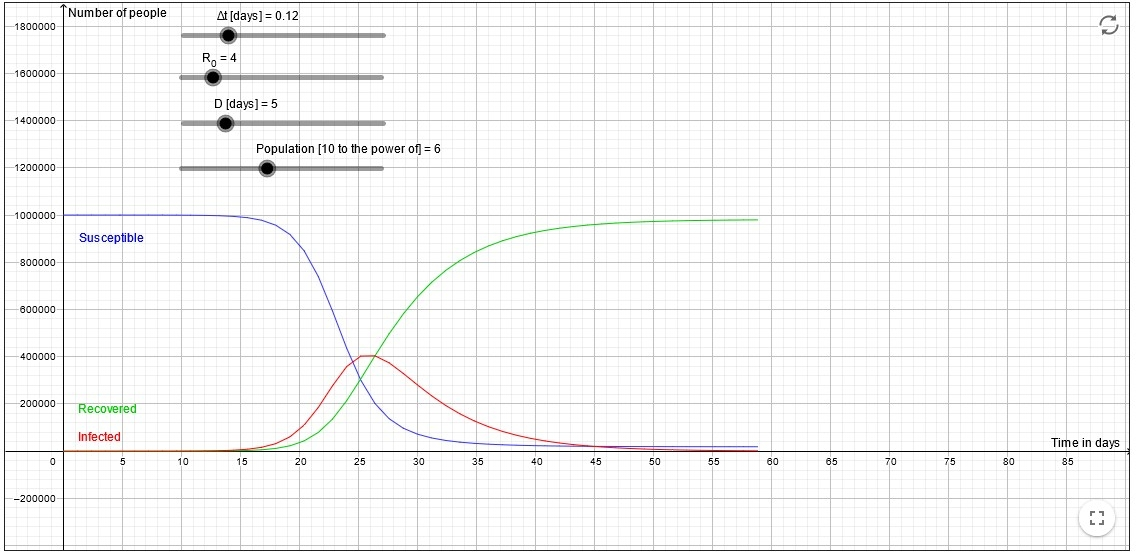 Number of people
Δt [days] = 0.12
R₀ = 4
D [days] = 5
Population [10 to the power of] = 6
1800000
1600000
1400000
1200000
1000000
Susceptible
800000
600000
400000
Recovered
200000
Infected
Time in days
0 5 10 15 20 25 30 35 40 45 50 55 60 65 70 75 80 85
−200000